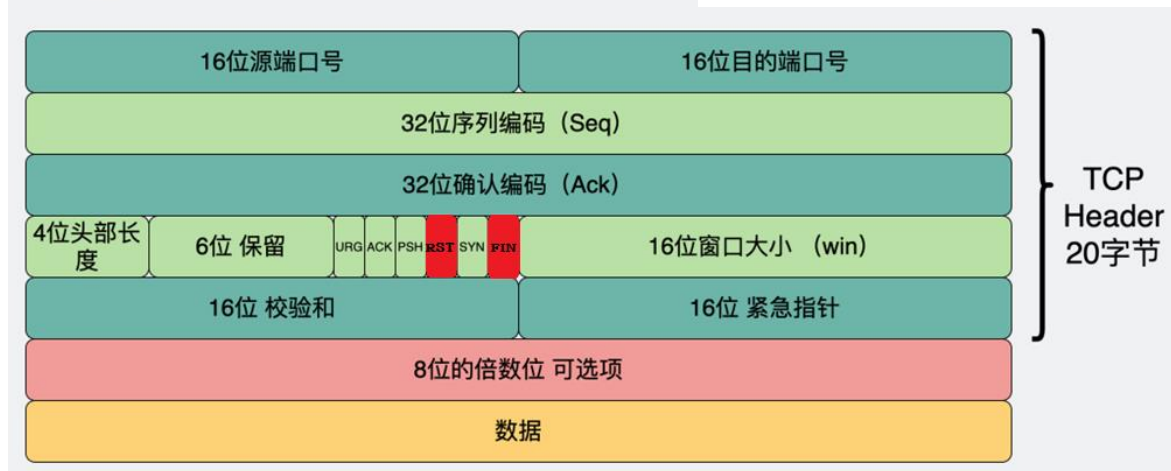 16位源端口号
16位目的端口号
32位序列编码（Seq）
32位确认编码（Ack）
4位头部长
度
6位 保留
URG
ACK
PSH
RST
SYN
FIN
16位窗口大小 （win）
16位 校验和
16位 紧急指针
8位的倍数位 可选项
数据
TCP
Header
20字节